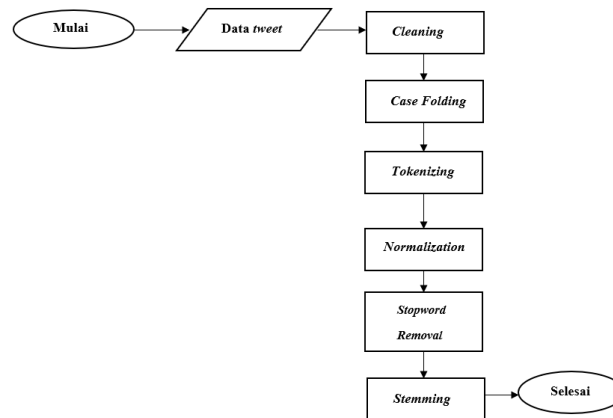 Mulai
Data tweet
Cleaning
Case Folding
Tokenizing
Normalization
Stopword
Removal
Stemming
Selesai